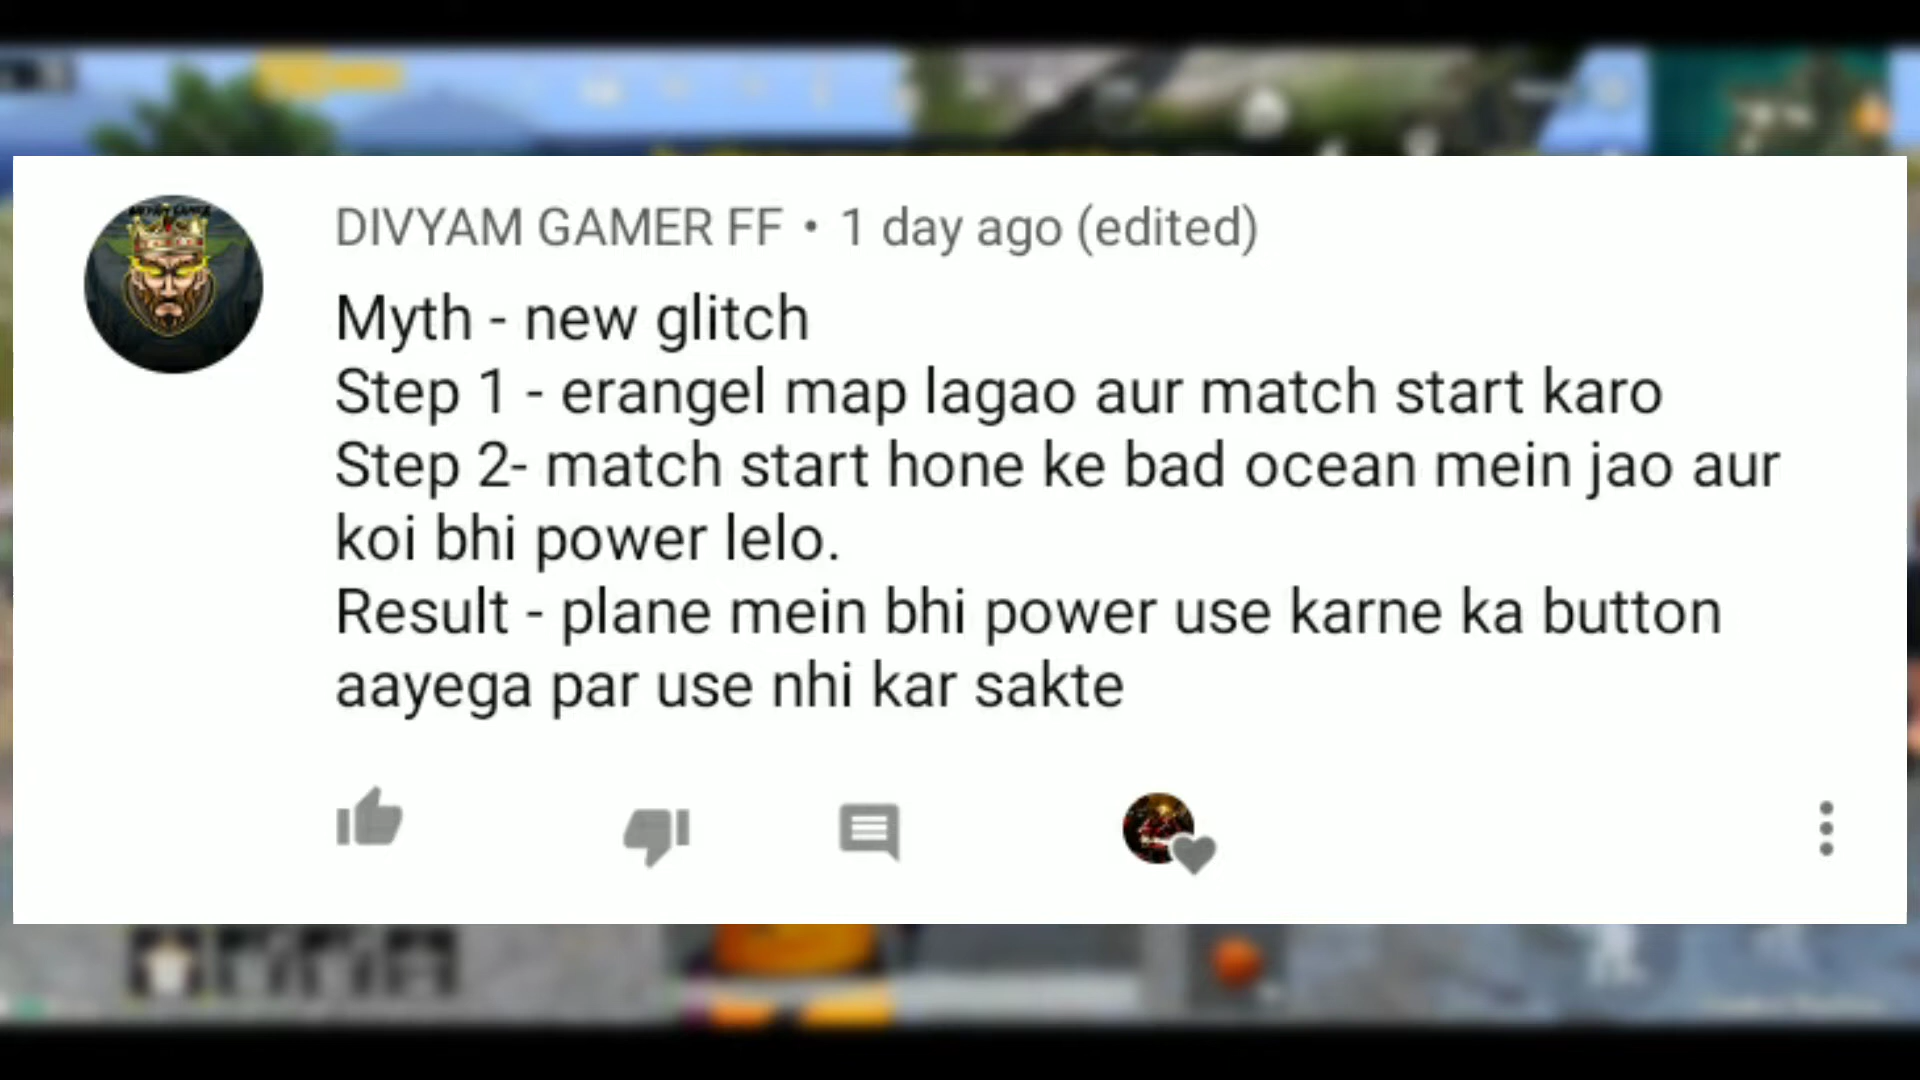 DIVYAM GAMER FF • 1 day ago (edited)
Myth - new glitch
Step 1 - erangel map lagao aur match start karo
Step 2- match start hone ke bad ocean mein jao aur
koi bhi power lelo.
Result - plane mein bhi power use karne ka button
aayega par use nhi kar sakte